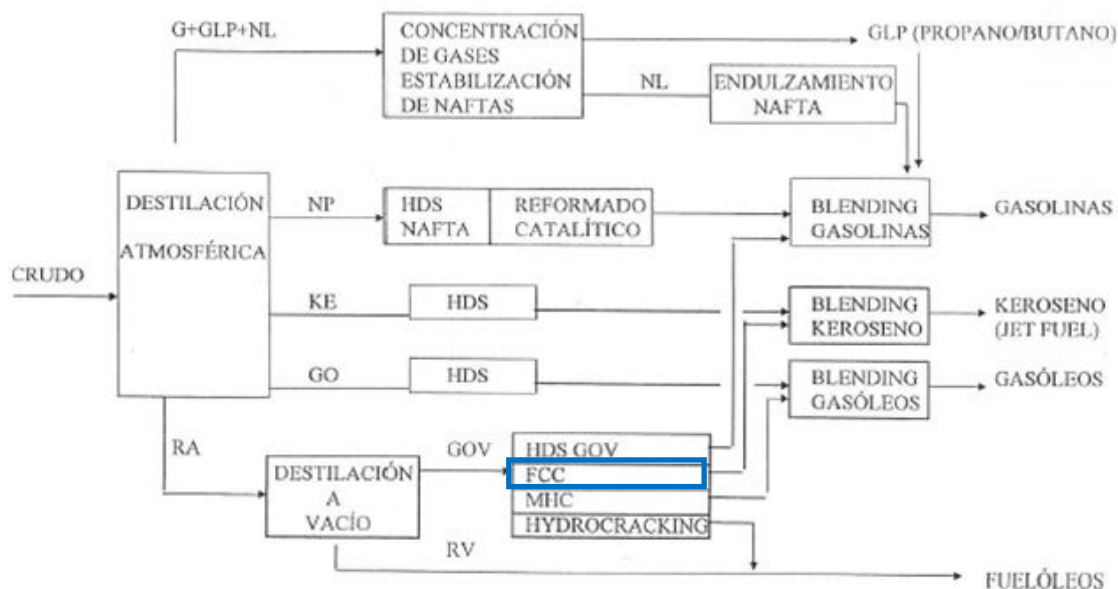 G+GLP+NL
CONCENTRACIÓN
DE GASES
ESTABILIZACIÓN
DE NAFTAS
GLP (PROPANO/BUTANO)
NL
ENDULZAMIENTO
NAFTA
DESTILACIÓN
ATMOSFÉRICA
NP
HDS
NAFTA
REFORMADO
CATALÍTICO
BLENDING
GASOLINAS
GASOLINAS
CRUDO
KE
HDS
BLENDING
KEROSENO
KEROSENO
(JET FUEL)
GO
HDS
BLENDING
GASÓLEOS
GASÓLEOS
RA
DESTILACIÓN
A
VACÍO
GOV
HDS GOV
FCC
MHC
HYDROCRACKING
RV
FUELÓLEOS